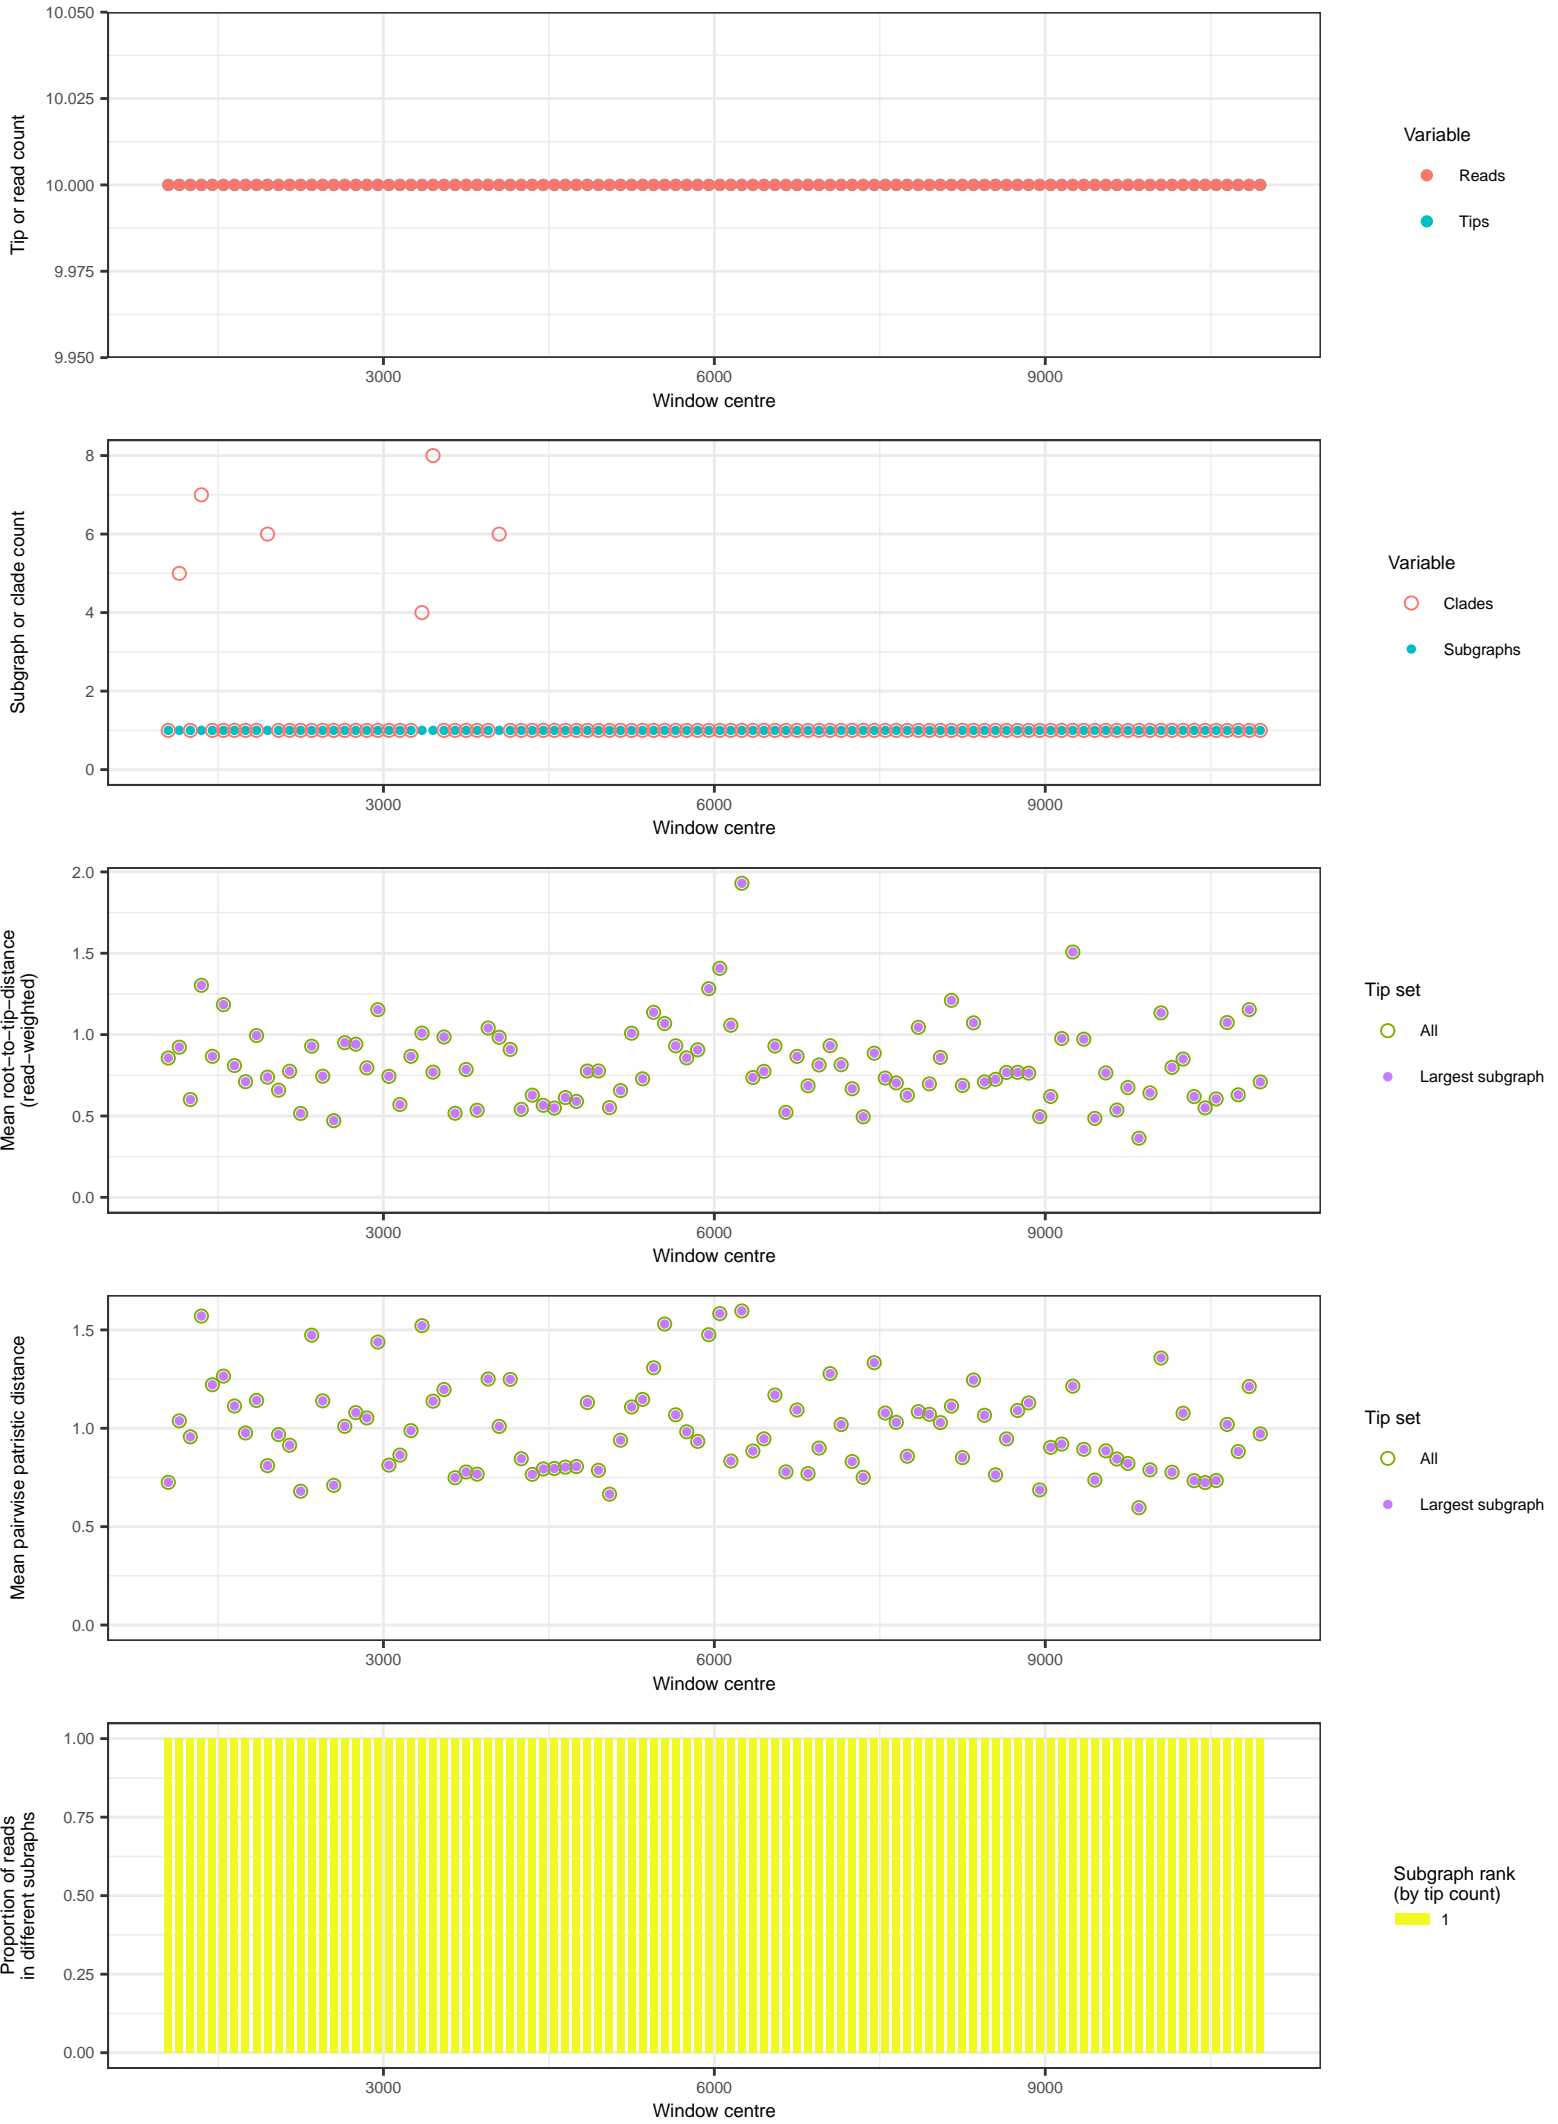 10.050
10.025
10.000
9.975
9.950
Tip or read count
3000 6000 9000
Window centre
Variable
Reads
Tips
8
6
4
2
0
Subgraph or clade count
3000 6000 9000
Window centre
Variable
Clades
Subgraphs
2.0
1.5
1.0
0.5
0.0
Mean root−to−tip−distance
(read−weighted)
3000 6000 9000
Window centre
Tip set
All
Largest subgraph
1.5
1.0
0.5
0.0
Mean pairwise patristic distance
3000 6000 9000
Window centre
Tip set
All
Largest subgraph
1.00
0.75
0.50
0.25
0.00
Proportion of reads
in different subraphs
3000 6000 9000
Window centre
Subgraph rank
(by tip count)
1